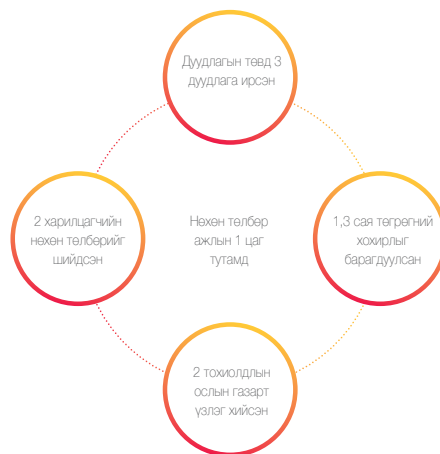 Дуудлагын төвд 3
дуудлага ирсэн
2 харилцагчийн
нөхөн төлбөрийг
шийдсэн
Нөхөн төлбөр
ажлын 1 цаг
тутамд
1,3 сая төгрөгний
хохирлыг
барагдуулсан
2 тохиолдлын
ослын газарт
үзлэг хийсэн